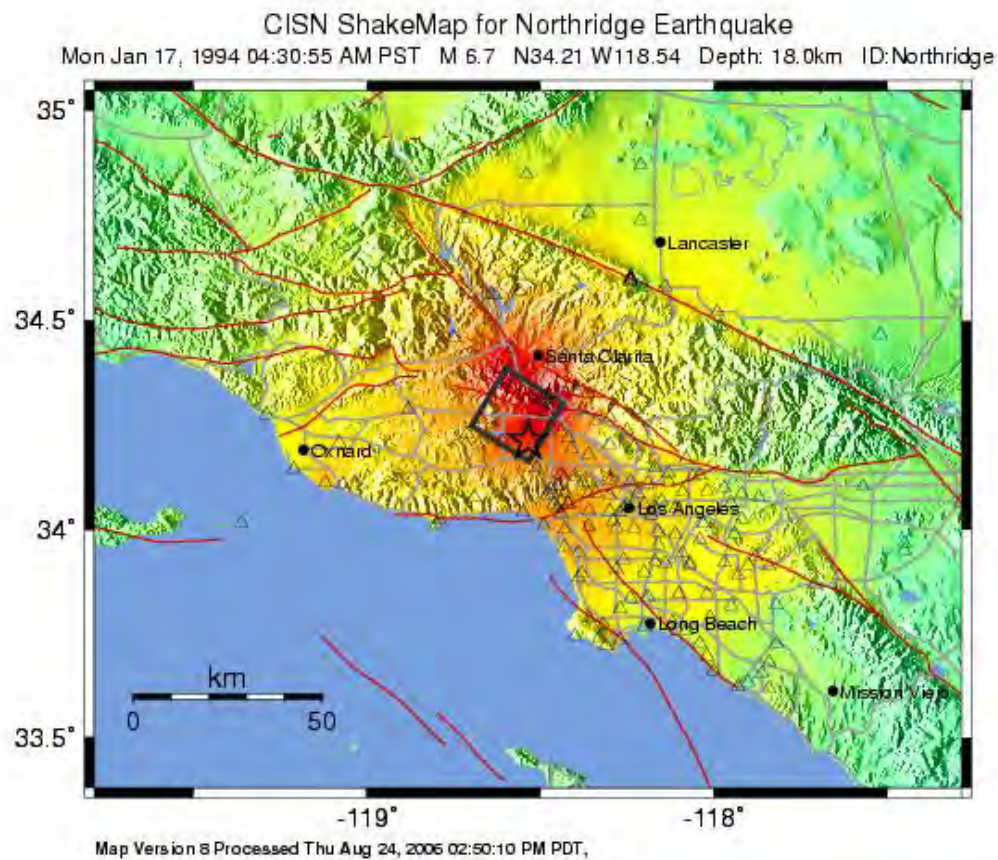 CISN ShakeMap for Northridge Earthquake
Mon Jan 17, 1994 04:30:55 AM PST M 6.7 N34.21 W118.54 Depth: 18.0km ID:Northridge
35°
Lancaster
34.5°
Santa Clarita
Oxnard
Los Angeles
34°
Long Beach
km
Mission Viejo
0 50
33.5°
-119° -118°
Map Version 8 Processed Thu Aug 24, 2006 02:50:10 PM PDT,